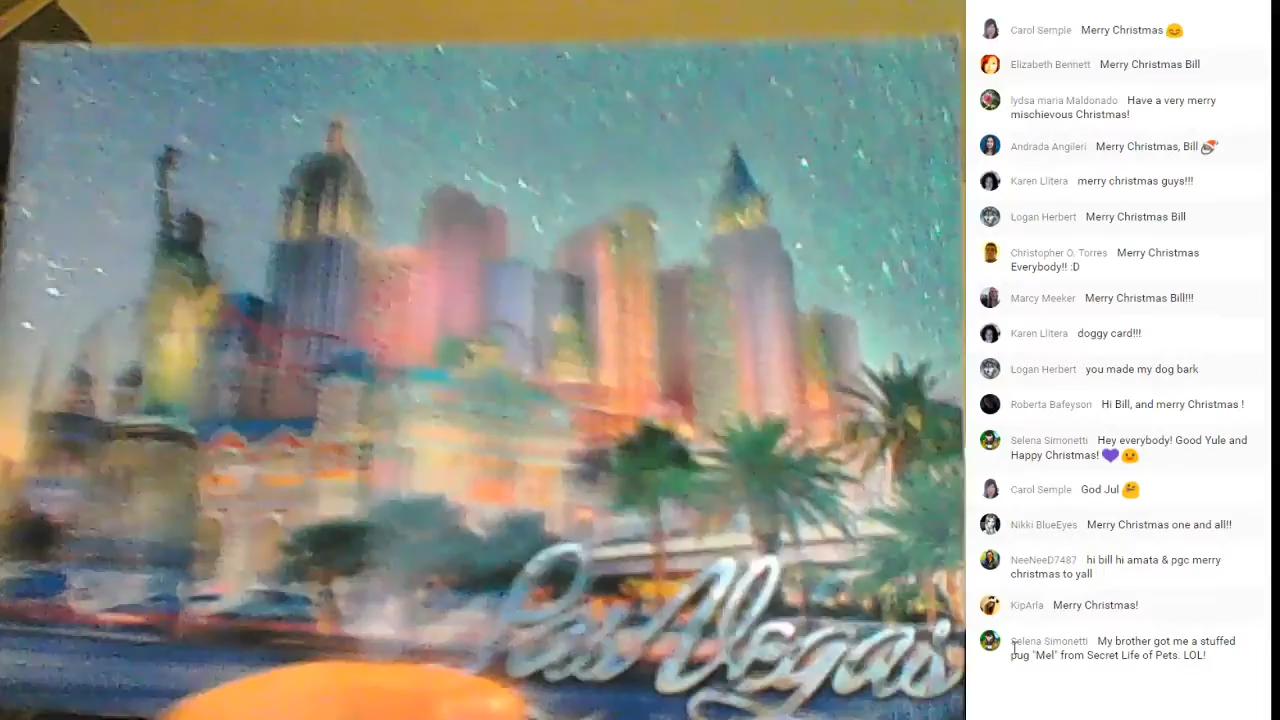 Carol Semple Merry Christmas 😊
Elizabeth Bennett Merry Christmas Bill
lydsa maria Maldonado Have a very merry
mischievous Christmas!
Andrada Angileri Merry Christmas, Bill 🎅
Karen Llitera merry christmas guys!!!
Logan Herbert Merry Christmas Bill
Christopher O. Torres Merry Christmas
Everybody!! :D
Marcy Meeker Merry Christmas Bill!!!
Karen Llitera doggy card!!!
Logan Herbert you made my dog bark
Roberta Bafeyson Hi Bill, and merry Christmas !
Selena Simonetti Hey everybody! Good Yule and
Happy Christmas! 💜 🙂
Carol Semple God Jul
Nikki BlueEyes Merry Christmas one and all!!
NeeNeeD7487 hi bill hi amata & pgc merry
christmas to yall
KipArla Merry Christmas!
Selena Simonetti My brother got me a stuffed
pug "Mel" from Secret Life of Pets. LOL!
Las Vegas